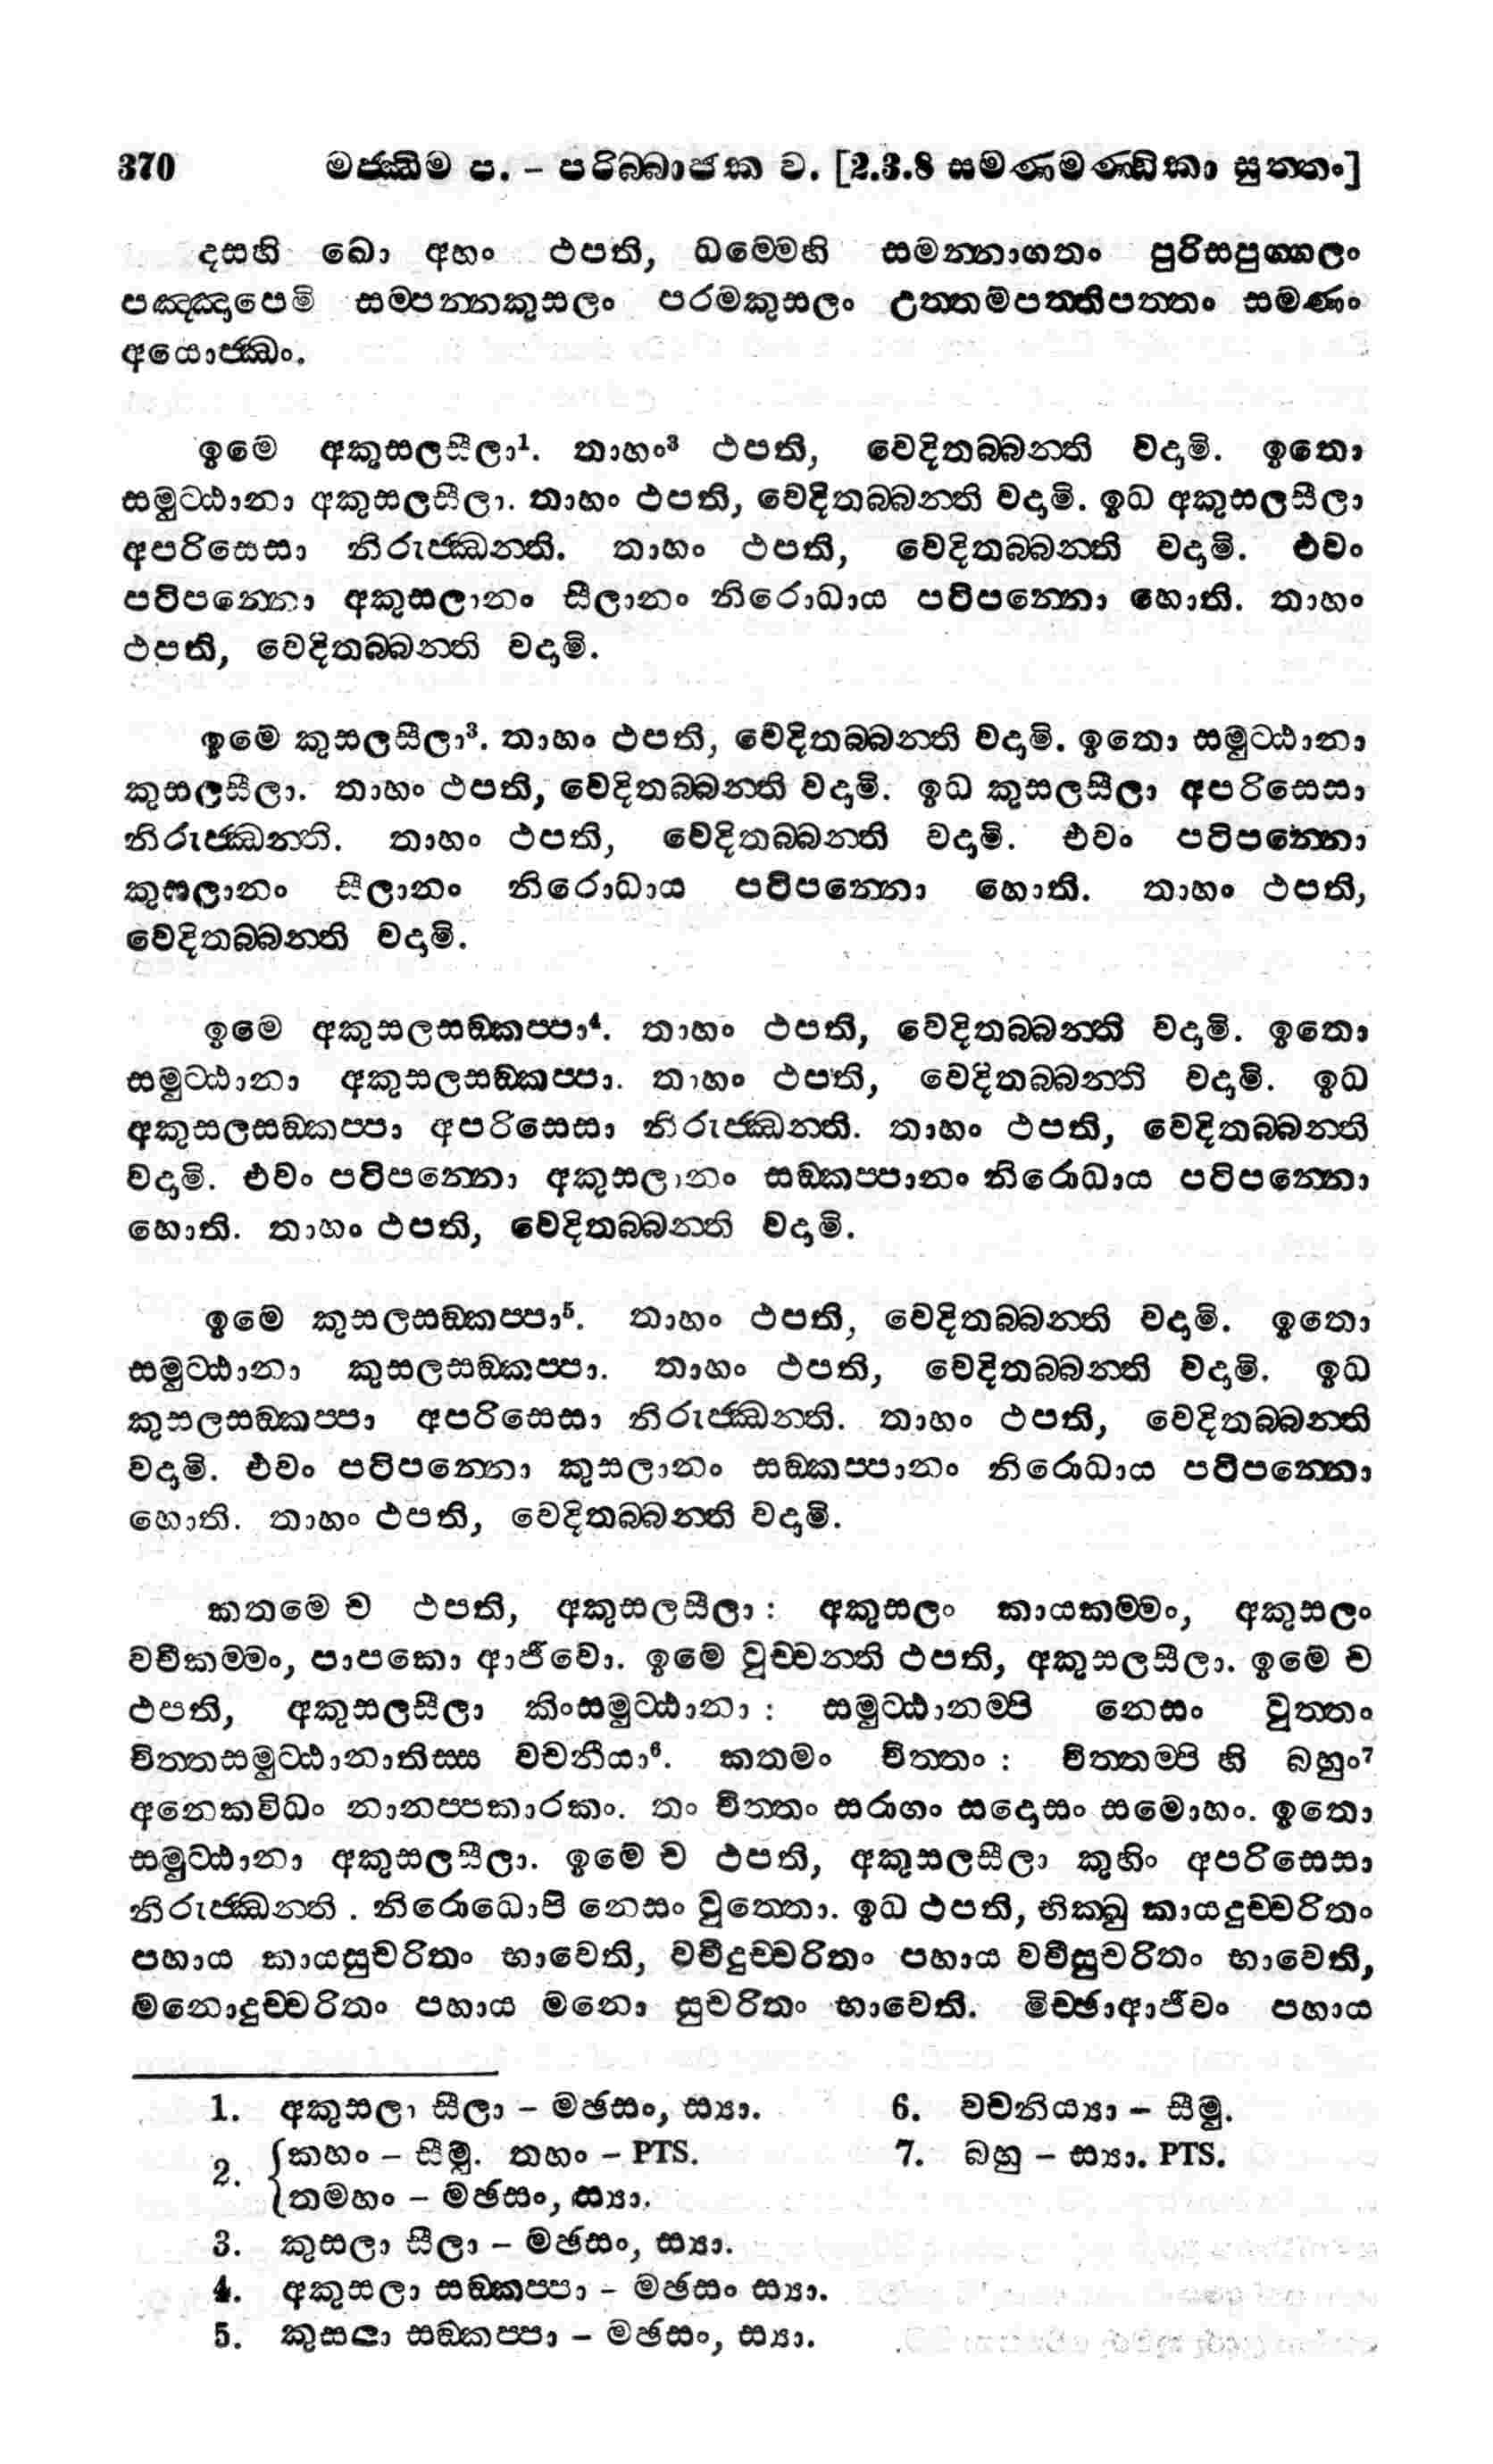 370 මජ්ඣිම ප. – පරිබ්බාජක ව. [2.3.8 සමණමණ්ඩිකා සුත්තං]
දසහි ඛො අහං ථපති, ධම්මෙහි සමන්නාගතං පුරිසපුග්ගලං
පඤ්ඤාපෙමි සම්පන්නකුසලං පරමකුසලං උත්තමපත්තිපත්තං සමණං
අයොජ්ඣං.
ඉමෙ අකුසලසීලා¹. තාහං³ ථපති, වෙදිතබ්බන්ති වදාමි. ඉතො
සමුට්ඨානා අකුසලසීලා. තාහං ථපති, වෙදිතබ්බන්ති වදාමි. ඉධ අකුසලසීලා
අපරිසෙසා නිරුජ්ඣන්ති. තාහං ථපති, වෙදිතබ්බන්ති වදාමි. එවං
පටිපන්නො අකුසලානං සීලානං නිරොධාය පටිපන්නො හොති. තාහං
ථපති, වෙදිතබ්බන්ති වදාමි.
ඉමෙ කුසලසීලා³. තාහං ථපති, වෙදිතබ්බන්ති වදාමි. ඉතො සමුට්ඨානා
කුසලසීලා. තාහං ථපති, වෙදිතබ්බන්ති වදාමි. ඉධ කුසලසීලා අපරිසෙසා
නිරුජ්ඣන්ති. තාහං ථපති, වෙදිතබ්බන්ති වදාමි. එවං පටිපන්නො
කුසලානං සීලානං නිරොධාය පටිපන්නො හොති. තාහං ථපති,
වෙදිතබ්බන්ති වදාමි.
ඉමෙ අකුසලසඞ්කප්පා⁴. තාහං ථපති, වෙදිතබ්බන්ති වදාමි. ඉතො
සමුට්ඨානා අකුසලසඞ්කප්පා. තාහං ථපති, වෙදිතබ්බන්ති වදාමි. ඉධ
අකුසලසඞ්කප්පා අපරිසෙසා නිරුජ්ඣන්ති. තාහං ථපති, වෙදිතබ්බන්ති
වදාමි. එවං පටිපන්නො අකුසලානං සඞ්කප්පානං නිරොධාය පටිපන්නො
හොති. තාහං ථපති, වෙදිතබ්බන්ති වදාමි.
ඉමෙ කුසලසඞ්කප්පා⁵. තාහං ථපති, වෙදිතබ්බන්ති වදාමි. ඉතො
සමුට්ඨානා කුසලසඞ්කප්පා. තාහං ථපති, වෙදිතබ්බන්ති වදාමි. ඉධ
කුසලසඞ්කප්පා අපරිසෙසා නිරුජ්ඣන්ති. තාහං ථපති, වෙදිතබ්බන්ති
වදාමි. එවං පටිපන්නො කුසලානං සඞ්කප්පානං නිරොධාය පටිපන්නො
හොති. තාහං ථපති, වෙදිතබ්බන්ති වදාමි.
කතමෙ ච ථපති, අකුසලසීලා : අකුසලං කායකම්මං, අකුසලං
වචීකම්මං, පාපකො ආජීවො. ඉමෙ වුච්චන්ති ථපති, අකුසලසීලා. ඉමෙ ච
ථපති, අකුසලසීලා කිංසමුට්ඨානා : සමුට්ඨානම්පි නෙසං වුත්තං
චිත්තසමුට්ඨානාතිස්ස වචනීයා⁶. කතමං චිත්තං : චිත්තම්පි හි බහුං⁷
අනෙකවිධං නානප්පකාරකං. තං චිත්තං සරාගං සදොසං සමොහං. ඉතො
සමුට්ඨානා අකුසලසීලා. ඉමෙ ච ථපති, අකුසලසීලා කුහිං අපරිසෙසා
නිරුජ්ඣන්ති . නිරොධොපි නෙසං වුත්තො. ඉධ ථපති, භික්ඛු කායදුච්චරිතං
පහාය කායසුචරිතං භාවෙති, වචීදුච්චරිතං පහාය වචීසුචරිතං භාවෙති,
මනොදුච්චරිතං පහාය මනො සුචරිතං භාවෙති. මිච්ඡාආජීවං පහාය
1. අකුසලා සීලා – මඡසං, ස්‍යා.
2. {කහං – සීමු. තහං – PTS.
{තමහං – මඡසං, ස්‍යා.
3. කුසලා සීලා – මඡසං, ස්‍යා.
4. අකුසලා සඞ්කප්පා – මඡසං ස්‍යා.
5. කුසලා සඞ්කප්පා – මඡසං, ස්‍යා.
6. වචනියා – සීමු.
7. බහු – ස්‍යා. PTS.